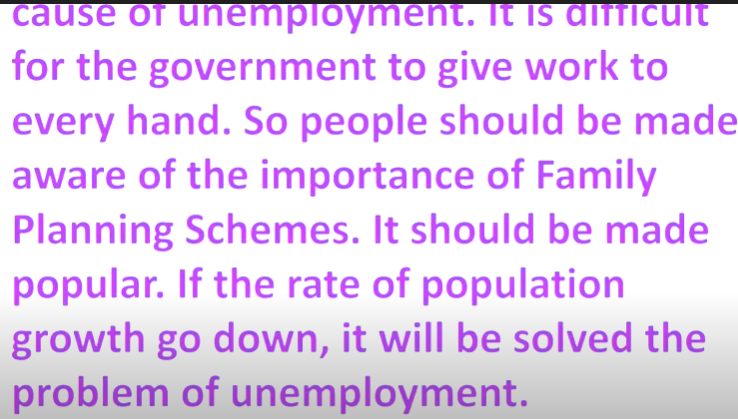 cause of unemployment. It is difficult
for the government to give work to
every hand. So people should be made
aware of the importance of Family
Planning Schemes. It should be made
popular. If the rate of population
growth go down, it will be solved the
problem of unemployment.